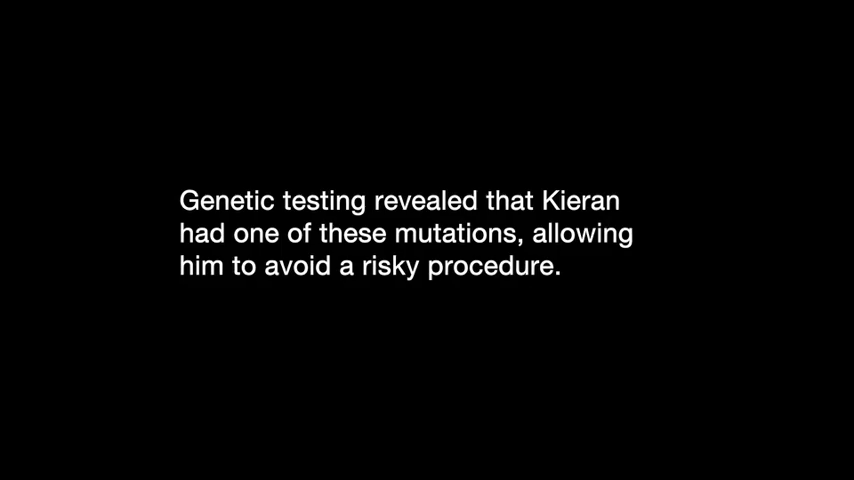 Genetic testing revealed that Kieran
had one of these mutations, allowing
him to avoid a risky procedure.